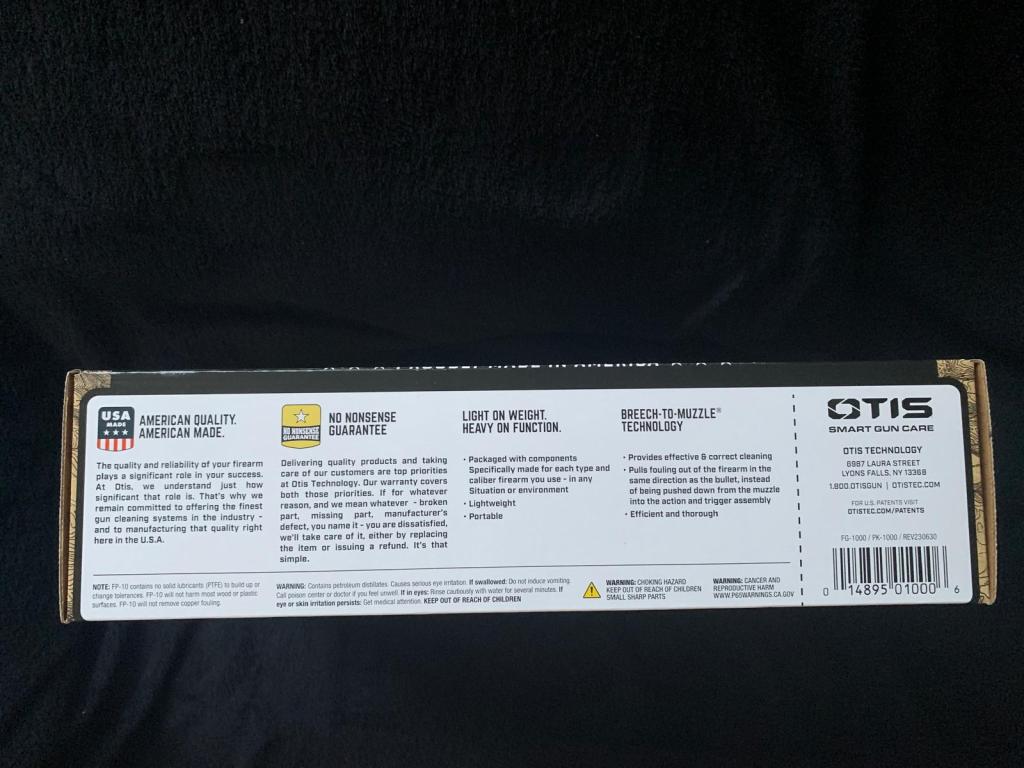 ★ ★ ★ PROUDLY MADE IN AMERICA ★ ★ ★
USA
MADE
AMERICAN QUALITY.
AMERICAN MADE.
The quality and reliability of your firearm
plays a significant role in your success.
At Otis, we understand just how
significant that role is. That's why we
remain committed to offering the finest
gun cleaning systems in the industry -
and to manufacturing that quality right
here in the U.S.A.
NO NONSENSE
GUARANTEE
NO NONSENSE
GUARANTEE
Delivering quality products and taking
care of our customers are top priorities
at Otis Technology. Our warranty covers
both those priorities. If for whatever
reason, and we mean whatever - broken
part, missing part, manufacturer's
defect, you name it - you are dissatisfied,
we'll take care of it, either by replacing
the item or issuing a refund. It's that
simple.
LIGHT ON WEIGHT.
HEAVY ON FUNCTION.
• Packaged with components
Specifically made for each type and
caliber firearm you use - in any
Situation or environment
• Lightweight
• Portable
BREECH-TO-MUZZLE®
TECHNOLOGY
• Provides effective & correct cleaning
• Pulls fouling out of the firearm in the
same direction as the bullet, instead
of being pushed down from the muzzle
into the action and trigger assembly
• Efficient and thorough
NOTE: FP-10 contains no solid lubricants (PTFE) to build up or
change tolerances. FP-10 will not harm most wood or plastic
surfaces. FP-10 will not remove copper fouling.
WARNING: Contains petroleum distillates. Causes serious eye irritation. If swallowed: Do not induce vomiting.
Call poison center or doctor if you feel unwell. If in eyes: Rinse cautiously with water for several minutes. If
eye or skin irritation persists: Get medical attention. KEEP OUT OF REACH OF CHILDREN
WARNING: CHOKING HAZARD
KEEP OUT OF REACH OF CHILDREN
SMALL SHARP PARTS
WARNING: CANCER AND
REPRODUCTIVE HARM
WWW.P65WARNINGS.CA.GOV
OTIS
SMART GUN CARE
OTIS TECHNOLOGY
6987 LAURA STREET
LYONS FALLS, NY 13368
1.800.OTISGUN | OTISTEC.COM
FOR U.S. PATENTS VISIT
OTISTEC.COM/PATENTS
FG-1000 / PK-1000 / REV230630
0 14895 01000 6